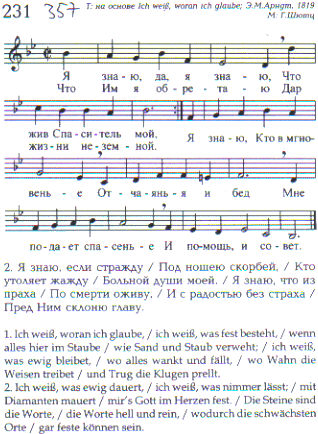 231 357 Т: на основе Ich weiß, woran ich glaube; Э.М.Арндт, 1819
М: Г.Шютц
Я зна - ю, да, я зна - ю, Что
Что Им я об - ре - та - ю Дар
жив Спа - си - тель мой, Я зна - ю, Кто в мгно-
жиз - ни не - зем - ной.
вень - е От - ча - янь - я и бед Мне
по - да - ет спа - сень - е И по - мощь, и со - вет.
2. Я знаю, если стражду / Под ношею скорбей, / Кто
утоляет жажду / Больной души моей. / Я знаю, что из
праха / По смерти оживу, / И с радостью без страха /
Пред Ним склоню главу.
1. Ich weiß, woran ich glaube, / ich weiß, was fest besteht, / wenn
alles hier im Staube / wie Sand und Staub verweht; / ich weiß,
was ewig bleibet, / wo alles wankt und fällt, / wo Wahn die
Weisen treibet / und Trug die Klugen prellt.
2. Ich weiß, was ewig dauert, / ich weiß, was nimmer lässt; / mit
Diamanten mauert / mir's Gott im Herzen fest. / Die Steine sind
die Worte, / die Worte hell und rein, / wodurch die schwächsten
Orte / gar feste können sein.